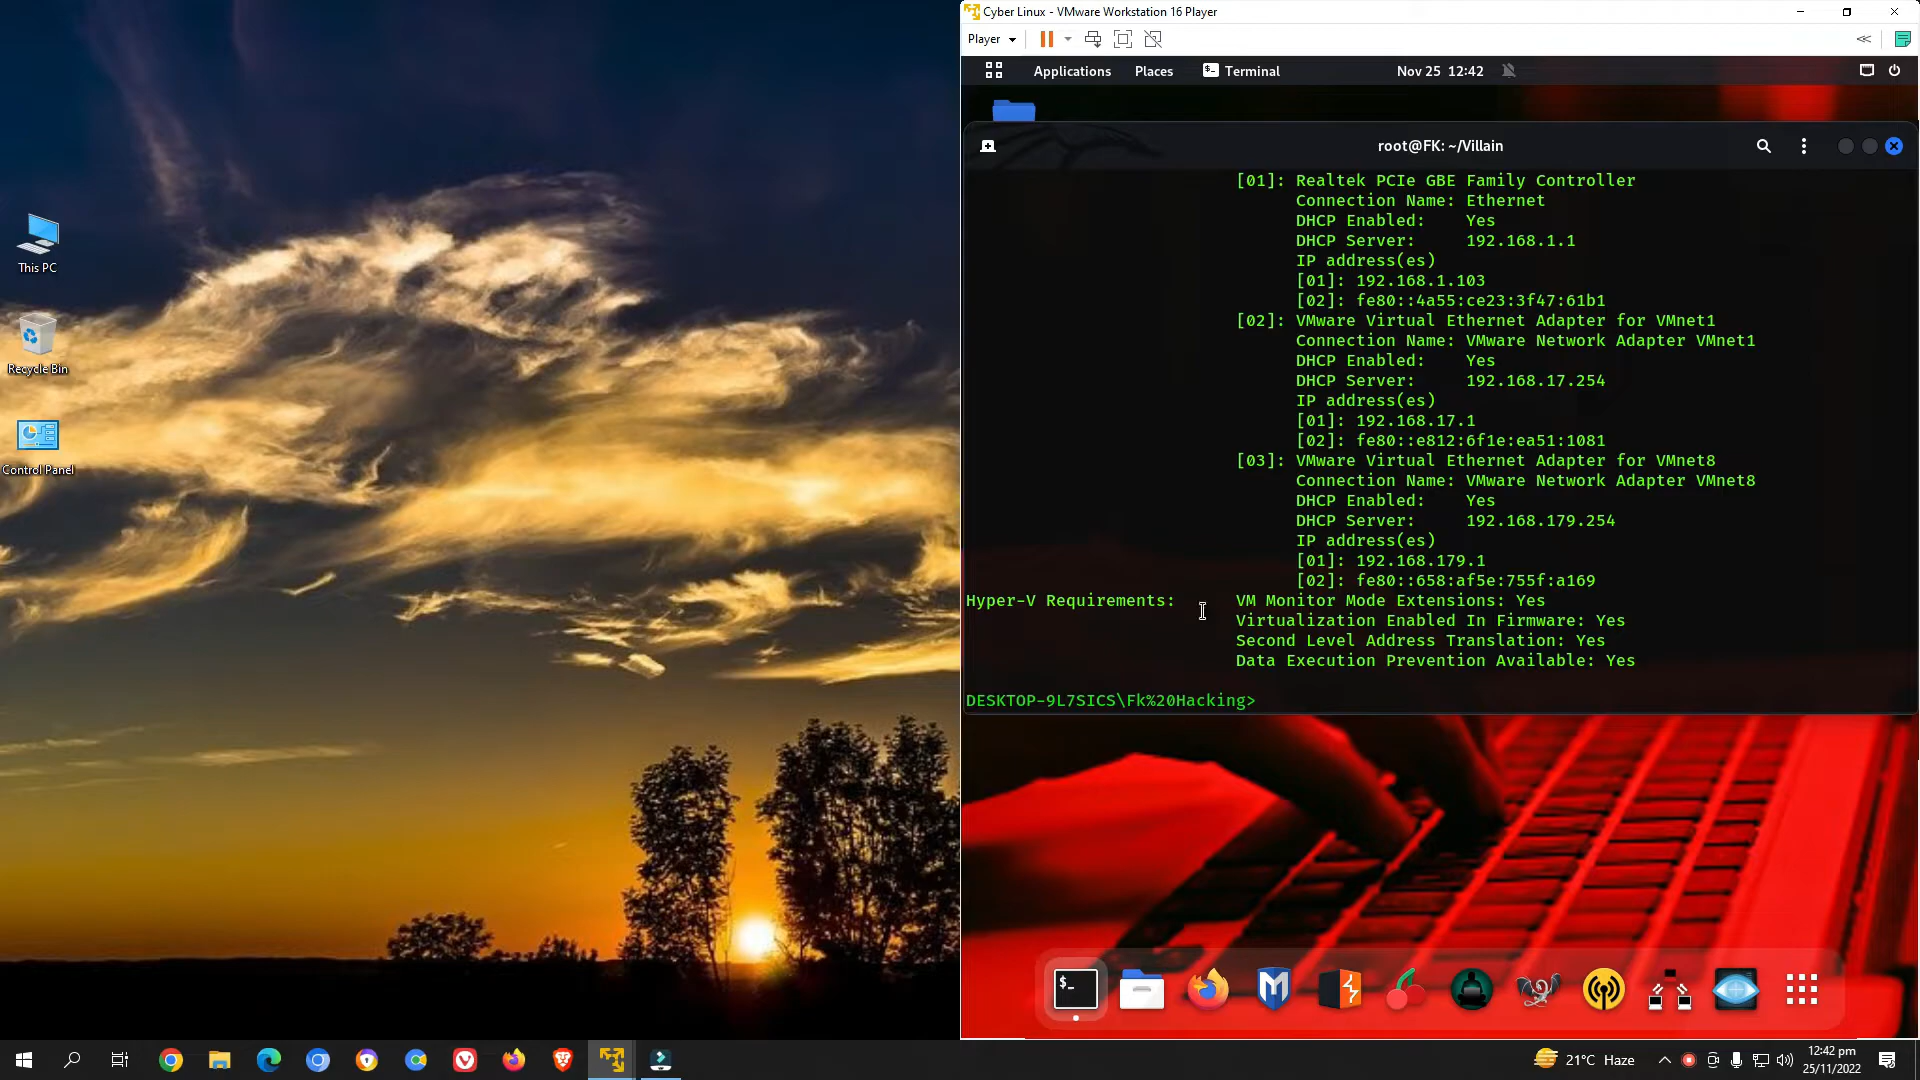 Cyber Linux - VMware Workstation 16 Player
Player
Applications Places Terminal Nov 25 12:42
root@FK: ~/Villain
[01]: Realtek PCIe GBE Family Controller
Connection Name: Ethernet
DHCP Enabled: Yes
DHCP Server: 192.168.1.1
IP address(es)
[01]: 192.168.1.103
[02]: fe80::4a55:ce23:3f47:61b1
[02]: VMware Virtual Ethernet Adapter for VMnet1
Connection Name: VMware Network Adapter VMnet1
DHCP Enabled: Yes
DHCP Server: 192.168.17.254
IP address(es)
[01]: 192.168.17.1
[02]: fe80::e812:6f1e:ea51:1081
[03]: VMware Virtual Ethernet Adapter for VMnet8
Connection Name: VMware Network Adapter VMnet8
DHCP Enabled: Yes
DHCP Server: 192.168.179.254
IP address(es)
[01]: 192.168.179.1
[02]: fe80::658:af5e:755f:a169
Hyper-V Requirements: VM Monitor Mode Extensions: Yes
Virtualization Enabled In Firmware: Yes
Second Level Address Translation: Yes
Data Execution Prevention Available: Yes
DESKTOP-9L7SICS\Fk%20Hacking>
This PC
Recycle Bin
Control Panel
21°C Haze
12:42 pm
25/11/2022